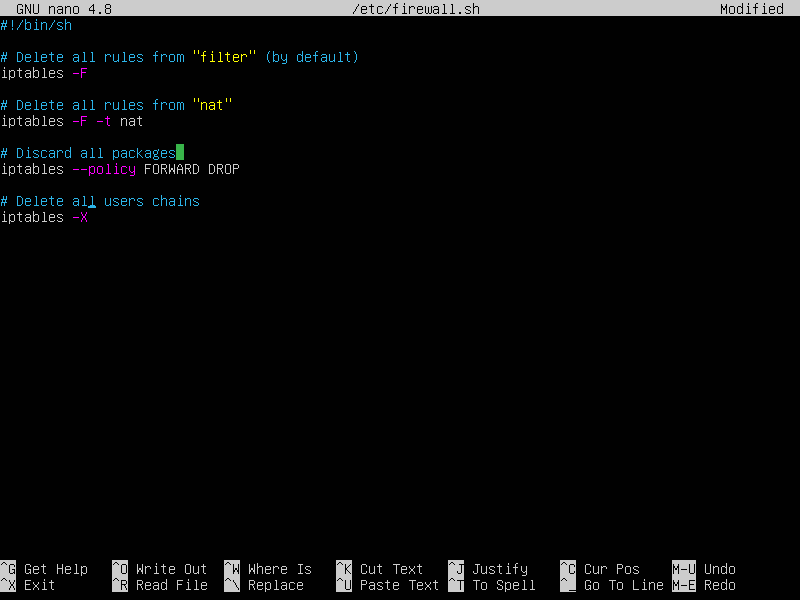 GNU nano 4.8 /etc/firewall.sh Modified
#!/bin/sh
# Delete all rules from "filter" (by default)
iptables -F
# Delete all rules from "nat"
iptables -F -t nat
# Discard all packages
iptables --policy FORWARD DROP
# Delete all users chains
iptables -X
^G Get Help ^O Write Out ^W Where Is ^K Cut Text ^J Justify ^C Cur Pos M-U Undo
^X Exit ^R Read File ^\ Replace ^U Paste Text ^T To Spell ^_ Go To Line M-E Redo